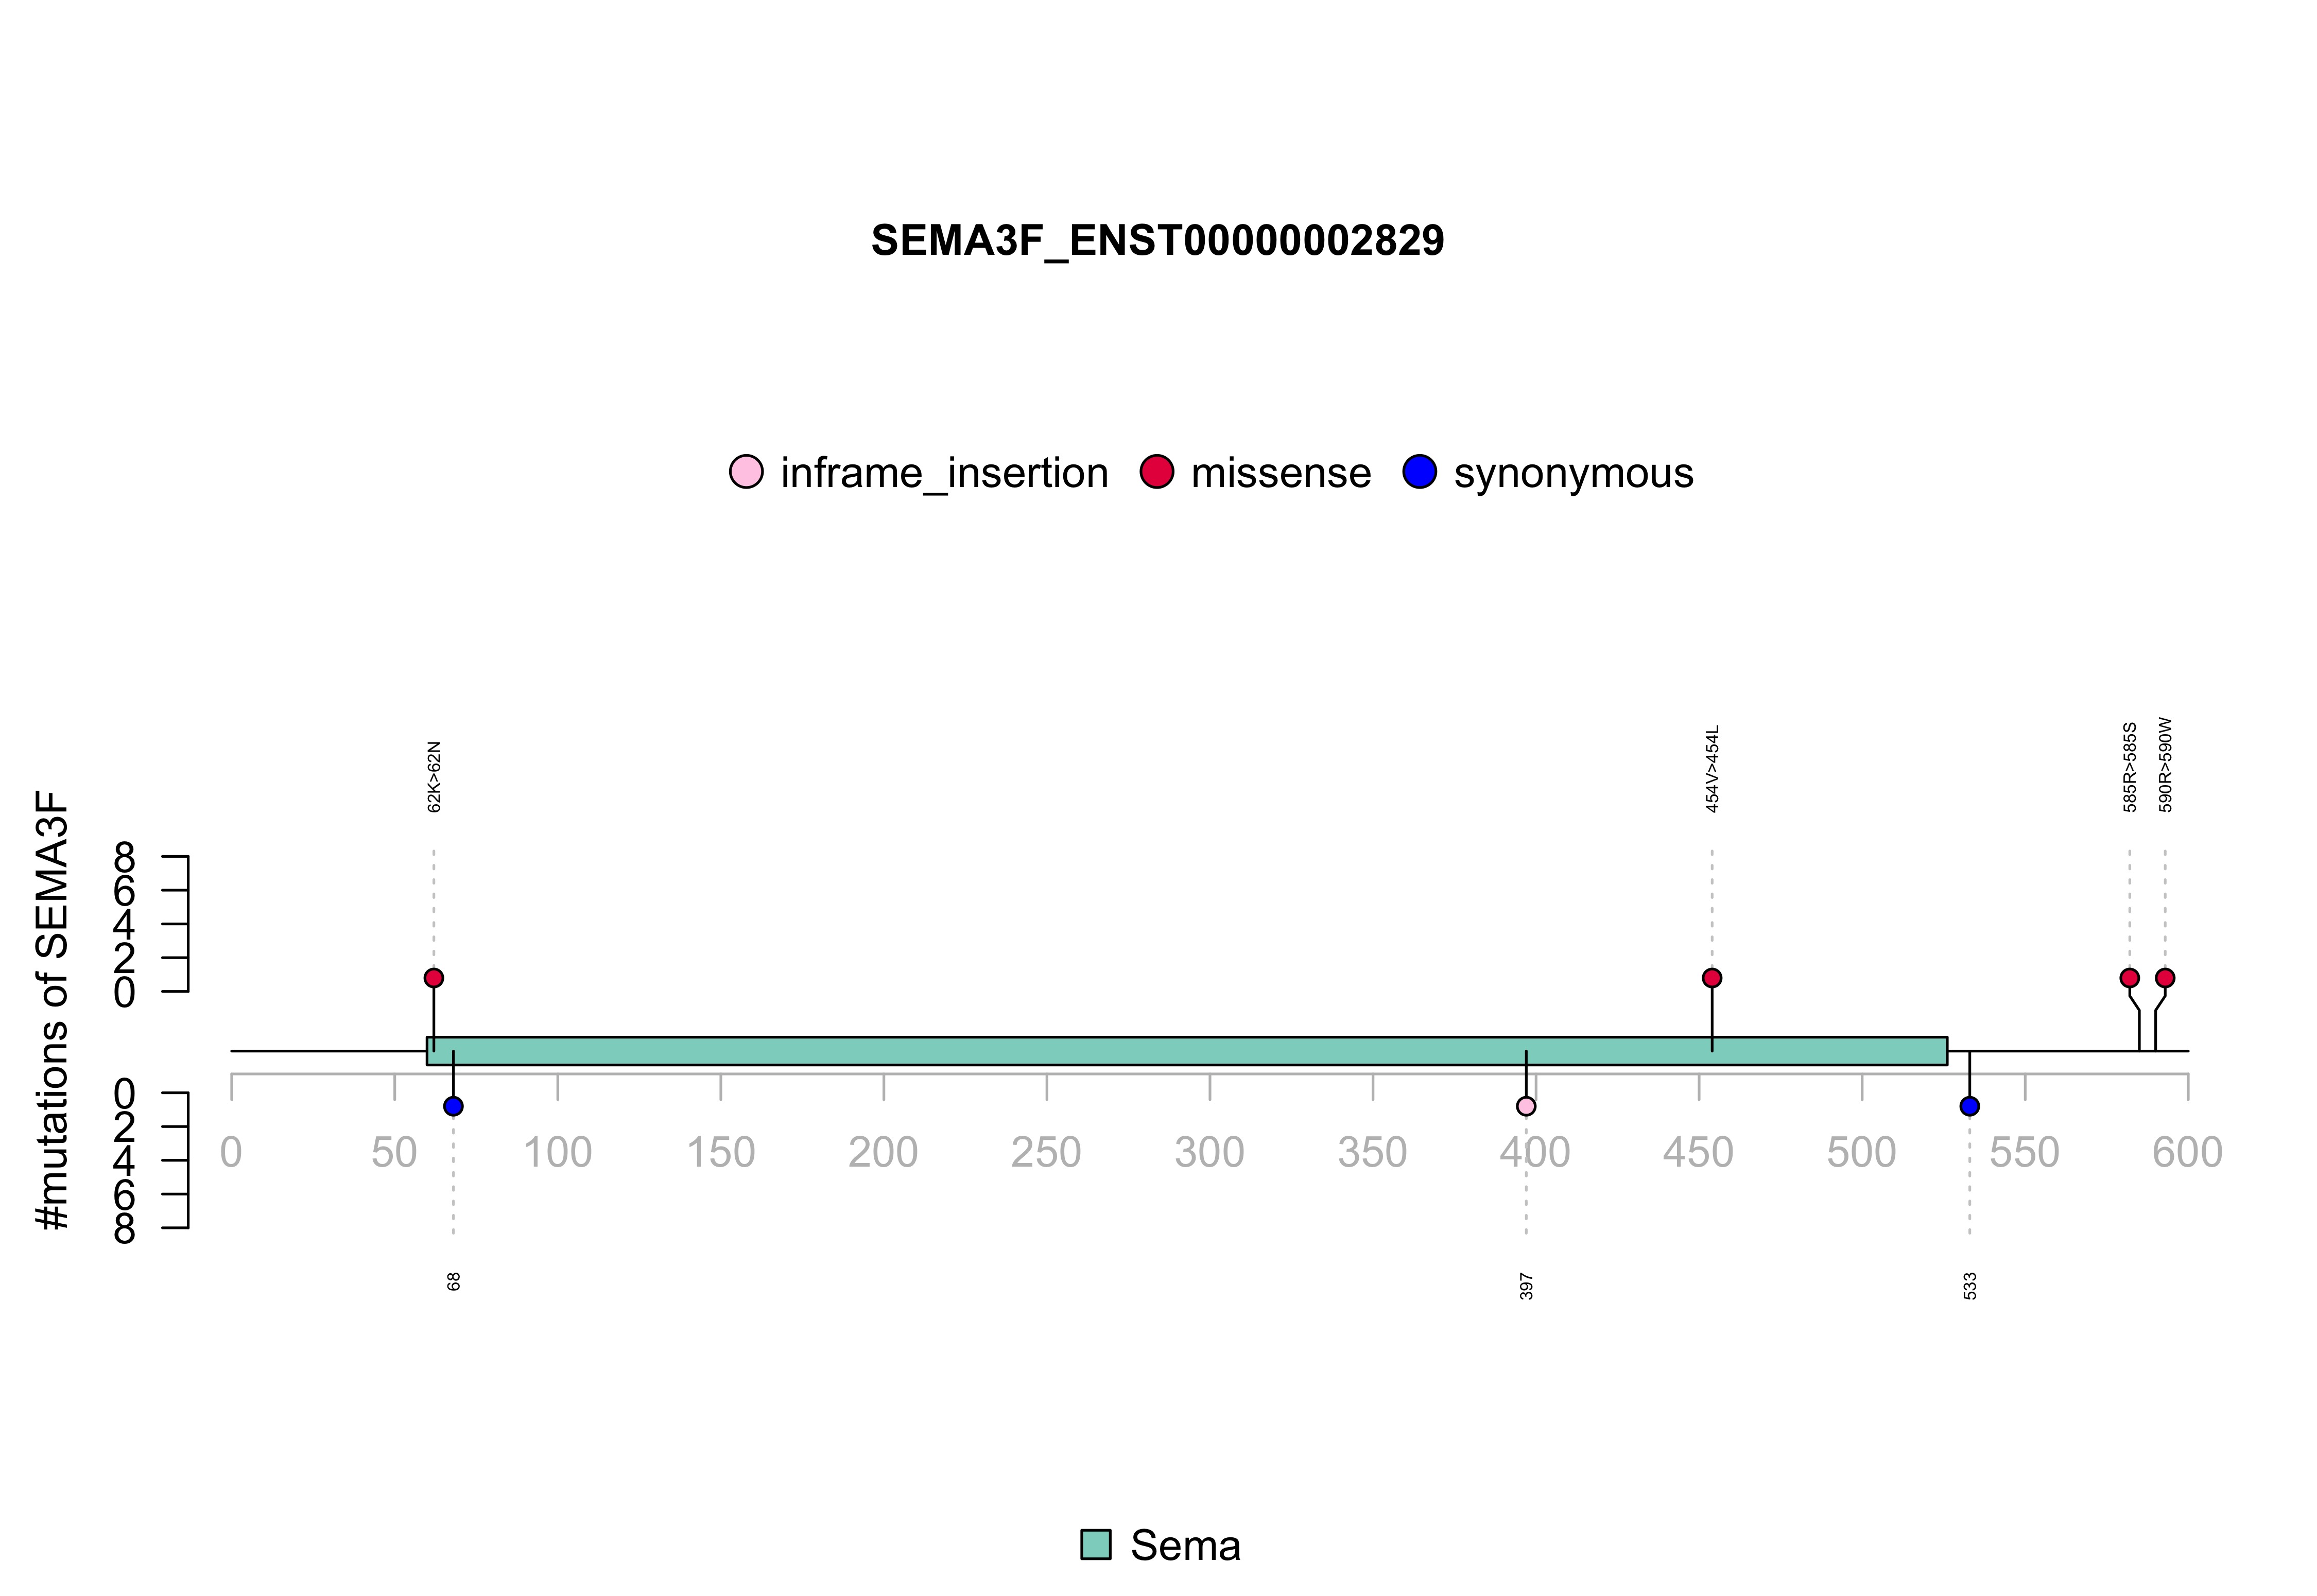 SEMA3F_ENST00000002829
inframe_insertion missense synonymous
62K>62N
454V>454L
585R>585S
590R>590W
#mutations of SEMA3F
8
6
4
2
0
0
2
4
6
8
0 50 100 150 200 250 300 350 400 450 500 550 600
68
397
533
Sema